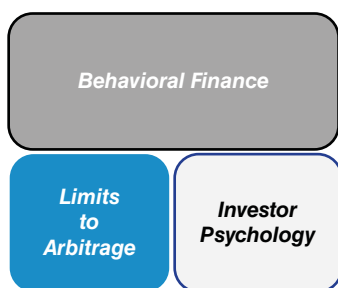 Behavioral Finance
Limits
to
Arbitrage
Investor
Psychology